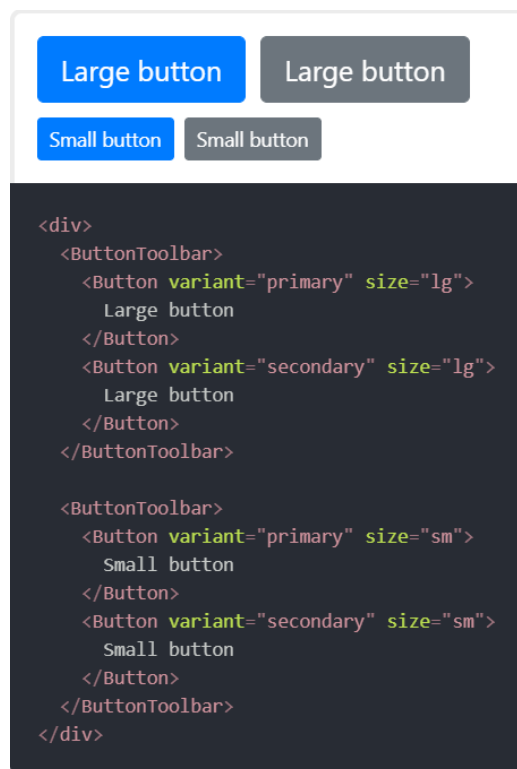 Large button Large button
Small button Small button
<div>
  <ButtonToolbar>
    <Button variant="primary" size="lg">
      Large button
    </Button>
    <Button variant="secondary" size="lg">
      Large button
    </Button>
  </ButtonToolbar>

  <ButtonToolbar>
    <Button variant="primary" size="sm">
      Small button
    </Button>
    <Button variant="secondary" size="sm">
      Small button
    </Button>
  </ButtonToolbar>
</div>